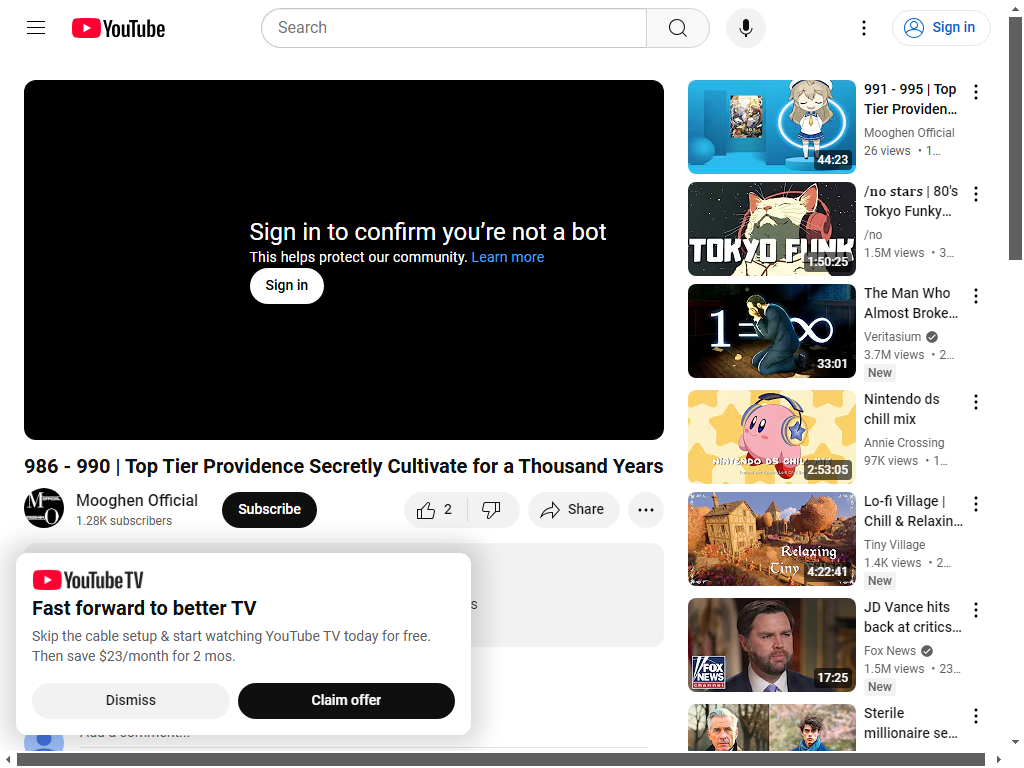 YouTube
Search
Sign in
Sign in to confirm you’re not a bot
This helps protect our community. Learn more
Sign in
986 - 990 | Top Tier Providence Secretly Cultivate for a Thousand Years
Mooghen Official
1.28K subscribers
Subscribe
2
Share
YouTube TV
Fast forward to better TV
Skip the cable setup & start watching YouTube TV today for free.
Then save $23/month for 2 mos.
Dismiss
Claim offer
991 - 995 | Top
Tier Providen...
Mooghen Official
26 views • 1...
44:23
/𝐧𝐨 𝐬𝐭𝐚𝐫𝐬 | 80's
Tokyo Funky...
/no
1.5M views • 3...
TOKYO FUNK
1:50:25
The Man Who
Almost Broke...
Veritasium
3.7M views • 2...
New
1=∞
33:01
Nintendo ds
chill mix
Annie Crossing
97K views • 1...
2:53:05
Lo-fi Village |
Chill & Relaxin...
Tiny Village
1.4K views • 2...
New
Relaxing
Tiny
4:22:41
JD Vance hits
back at critics...
Fox News
1.5M views • 23...
New
FOX
NEWS
channel
17:25
Sterile
millionaire se...